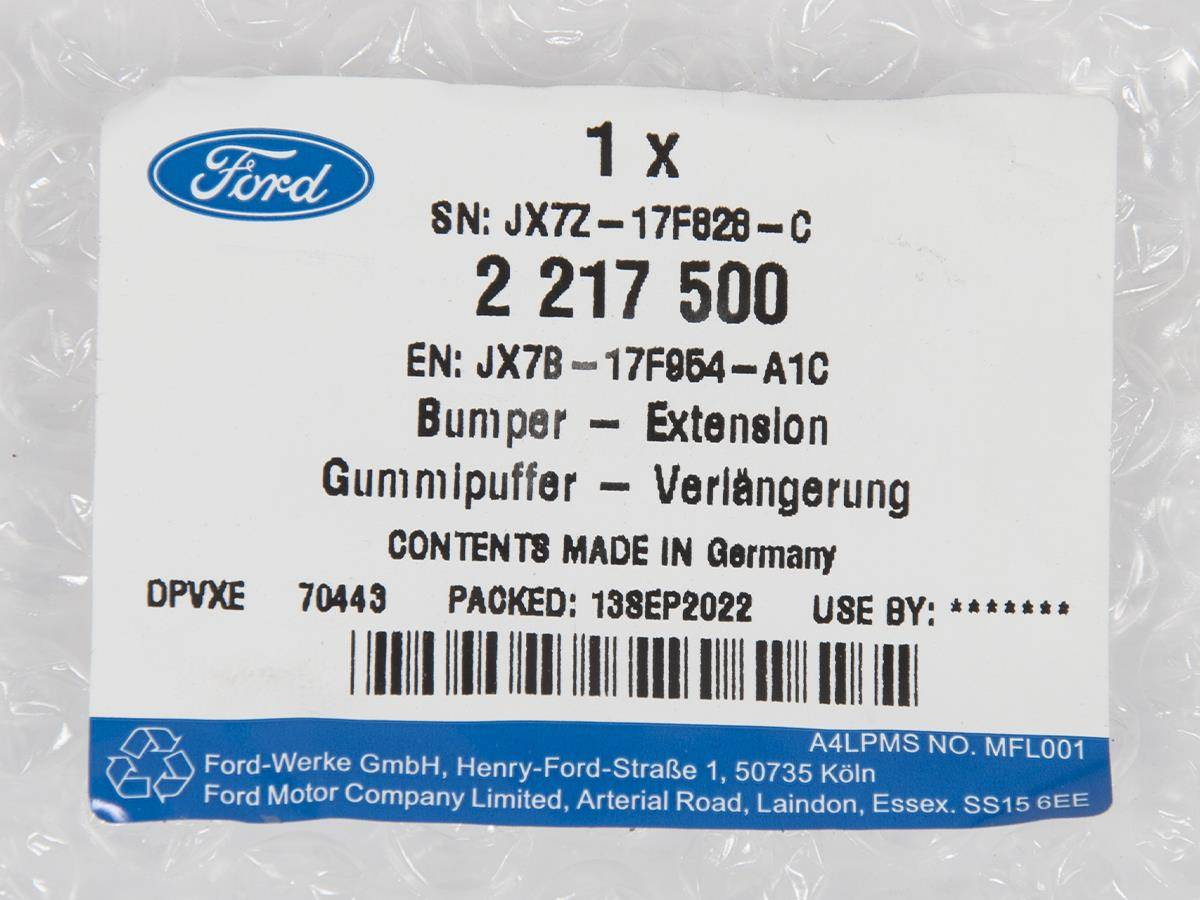 Ford
1 x
SN: JX7Z-17F828-C
2 217 500
EN: JX7B-17F954-A1C
Bumper - Extension
Gummipuffer - Verlängerung
CONTENTS MADE IN Germany
DPVXE 70443 PACKED: 13SEP2022 USE BY: *******
A4LPMS NO. MFL001
Ford-Werke GmbH, Henry-Ford-Straße 1, 50735 Köln
Ford Motor Company Limited, Arterial Road, Laindon, Essex. SS15 6EE